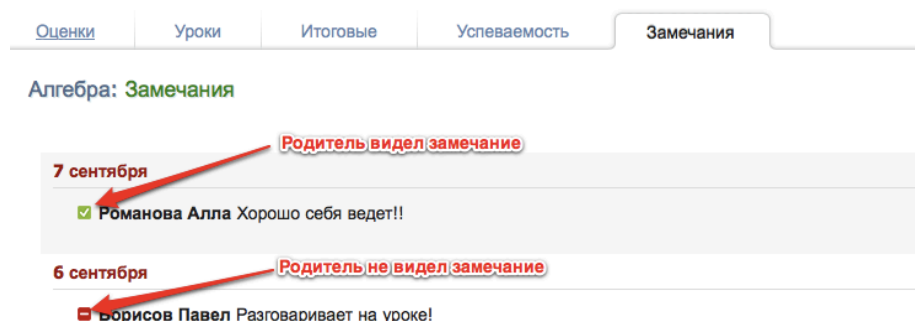 Оценки Уроки Итоговые Успеваемость Замечания
Алгебра: Замечания
Родитель видел замечание
7 сентября
Романова Алла Хорошо себя ведет!!
Родитель не видел замечание
6 сентября
Борисов Павел Разговаривает на уроке!